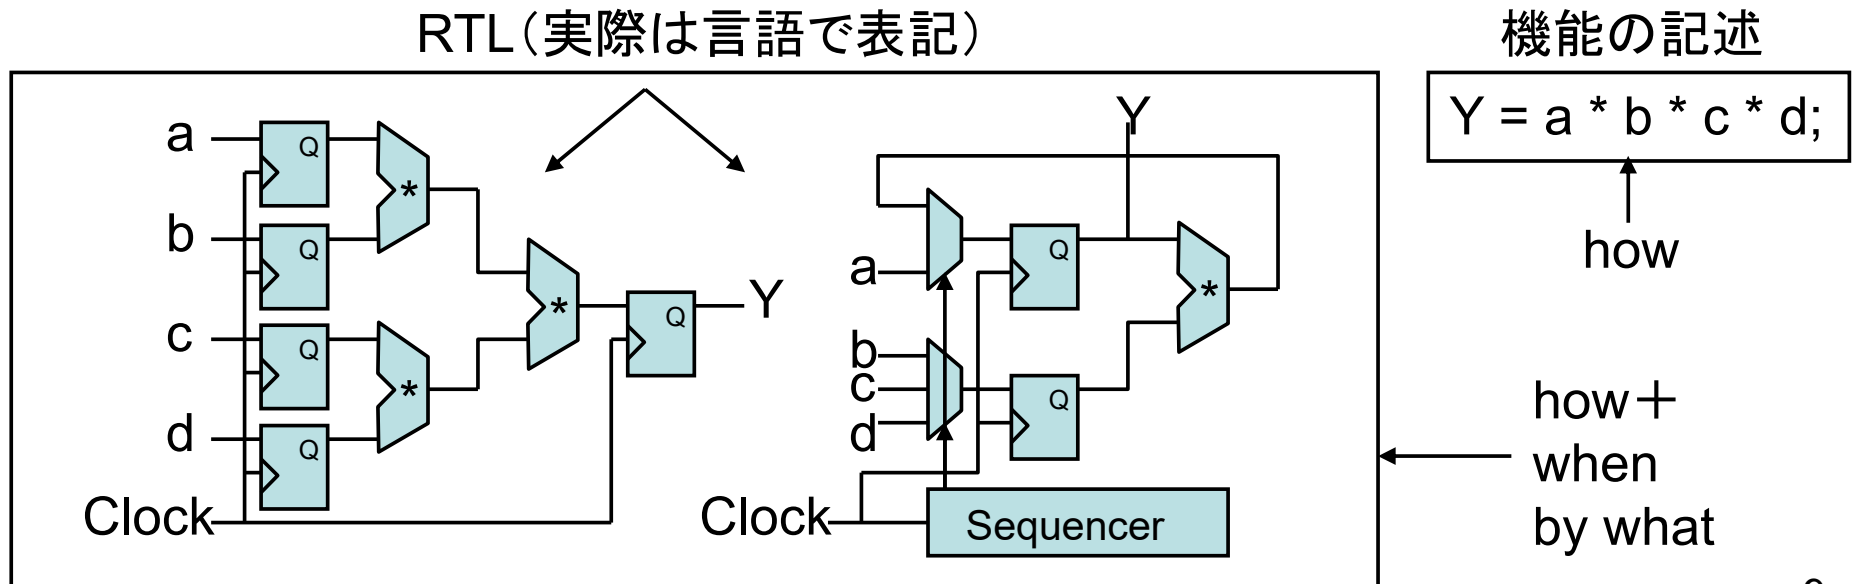 RTL(実際は言語で表記)
機能の記述
Y = a * b * c * d;
how
how+
when
by what
a
b
c
d
Clock
Q
Q
Q
Q
*
*
*
Q
Y
Y
a
b
c
d
Clock
Q
Q
*
Sequencer